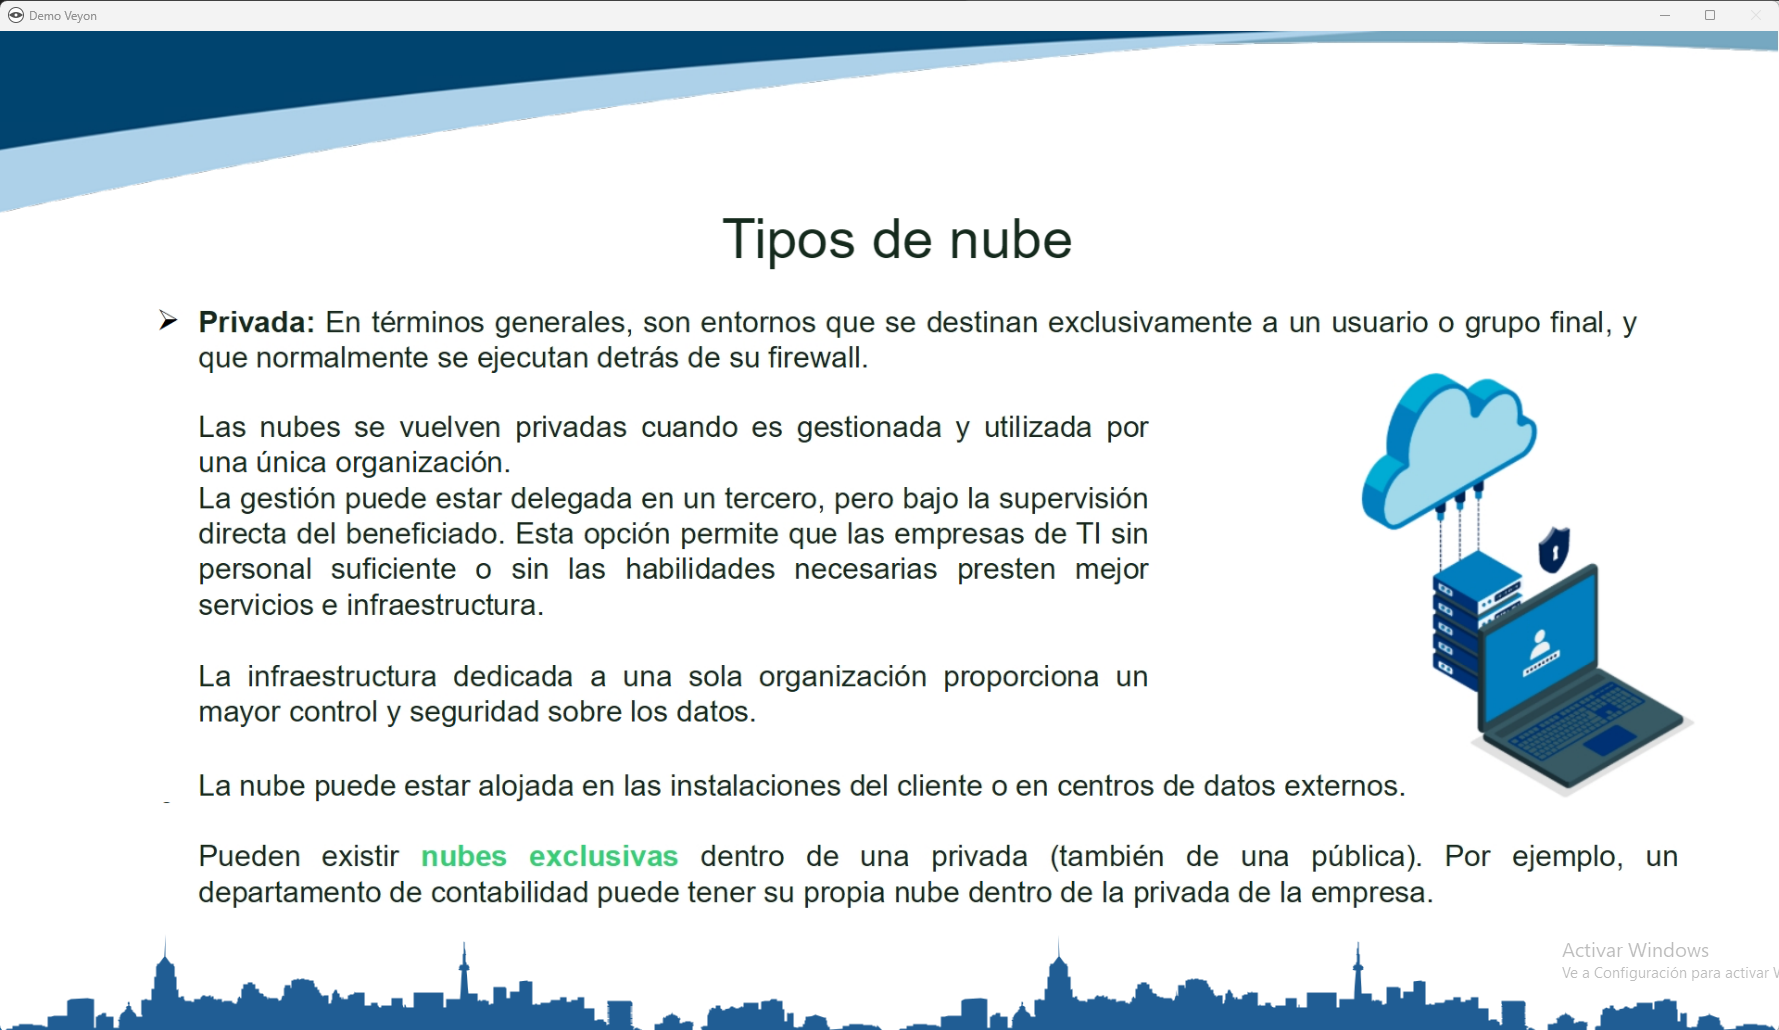 Demo Veyon
Tipos de nube
➢ Privada: En términos generales, son entornos que se destinan exclusivamente a un usuario o grupo final, y
que normalmente se ejecutan detrás de su firewall.
Las nubes se vuelven privadas cuando es gestionada y utilizada por
una única organización.
La gestión puede estar delegada en un tercero, pero bajo la supervisión
directa del beneficiado. Esta opción permite que las empresas de TI sin
personal suficiente o sin las habilidades necesarias presten mejor
servicios e infraestructura.
La infraestructura dedicada a una sola organización proporciona un
mayor control y seguridad sobre los datos.
La nube puede estar alojada en las instalaciones del cliente o en centros de datos externos.
Pueden existir nubes exclusivas dentro de una privada (también de una pública). Por ejemplo, un
departamento de contabilidad puede tener su propia nube dentro de la privada de la empresa.
Activar Windows
Ve a Configuración para activar